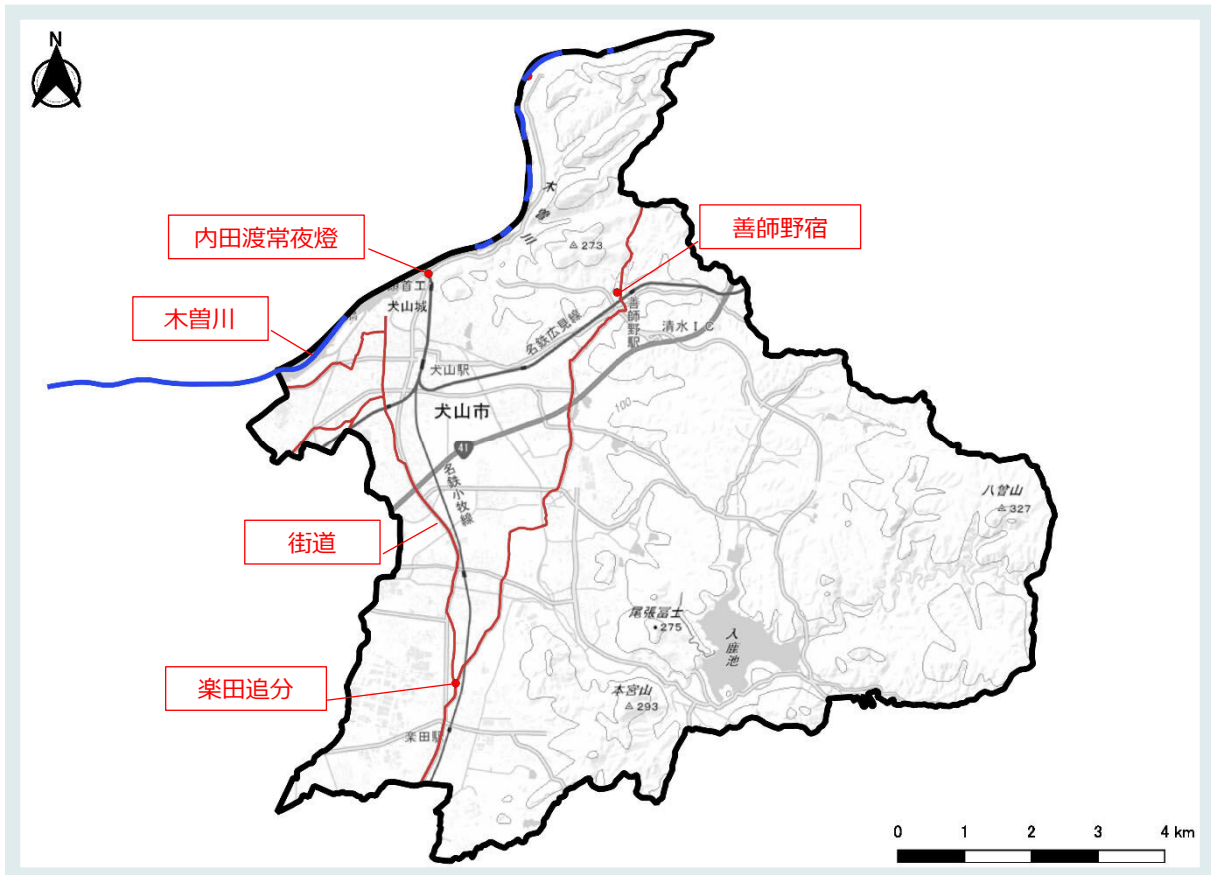 N
木曽川
内田渡常夜燈
善師野宿
273
犬山城
木曽川
善師野駅
名鉄広見線
清水IC
犬山駅
100
犬山市
41
名鉄小牧線
八曽山
327
街道
尾張冨士
275
入鹿池
楽田追分
本宮山
293
楽田駅
0 1 2 3 4 km